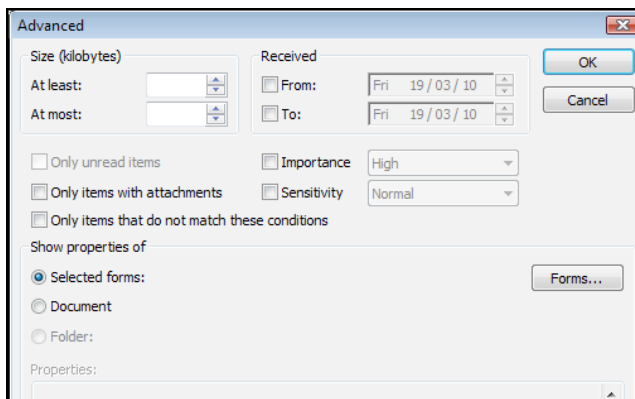 Advanced
Size (kilobytes)
At least:
At most:
Received
From: Fri 19/03/10
To: Fri 19/03/10
OK
Cancel
Only unread items
Only items with attachments
Only items that do not match these conditions
Importance High
Sensitivity Normal
Show properties of
Selected forms:
Forms...
Document
Folder:
Properties: